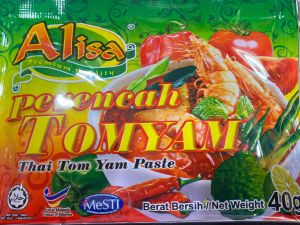 Alisa
Premium Quality
perencah
TOMYAM
Thai Tom Yam Paste
MeSTI
Berat Bersih / Net Weight
40g